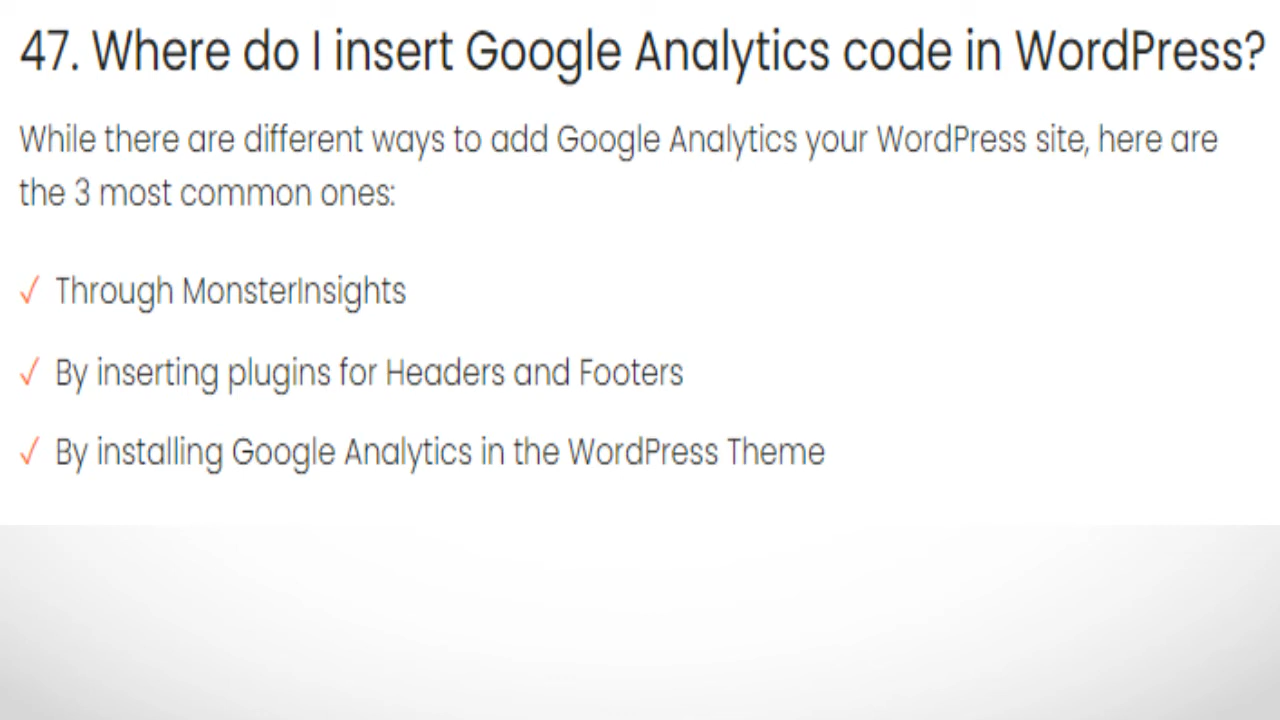 47. Where do I insert Google Analytics code in WordPress?
While there are different ways to add Google Analytics your WordPress site, here are
the 3 most common ones:
✓ Through MonsterInsights
✓ By inserting plugins for Headers and Footers
✓ By installing Google Analytics in the WordPress Theme